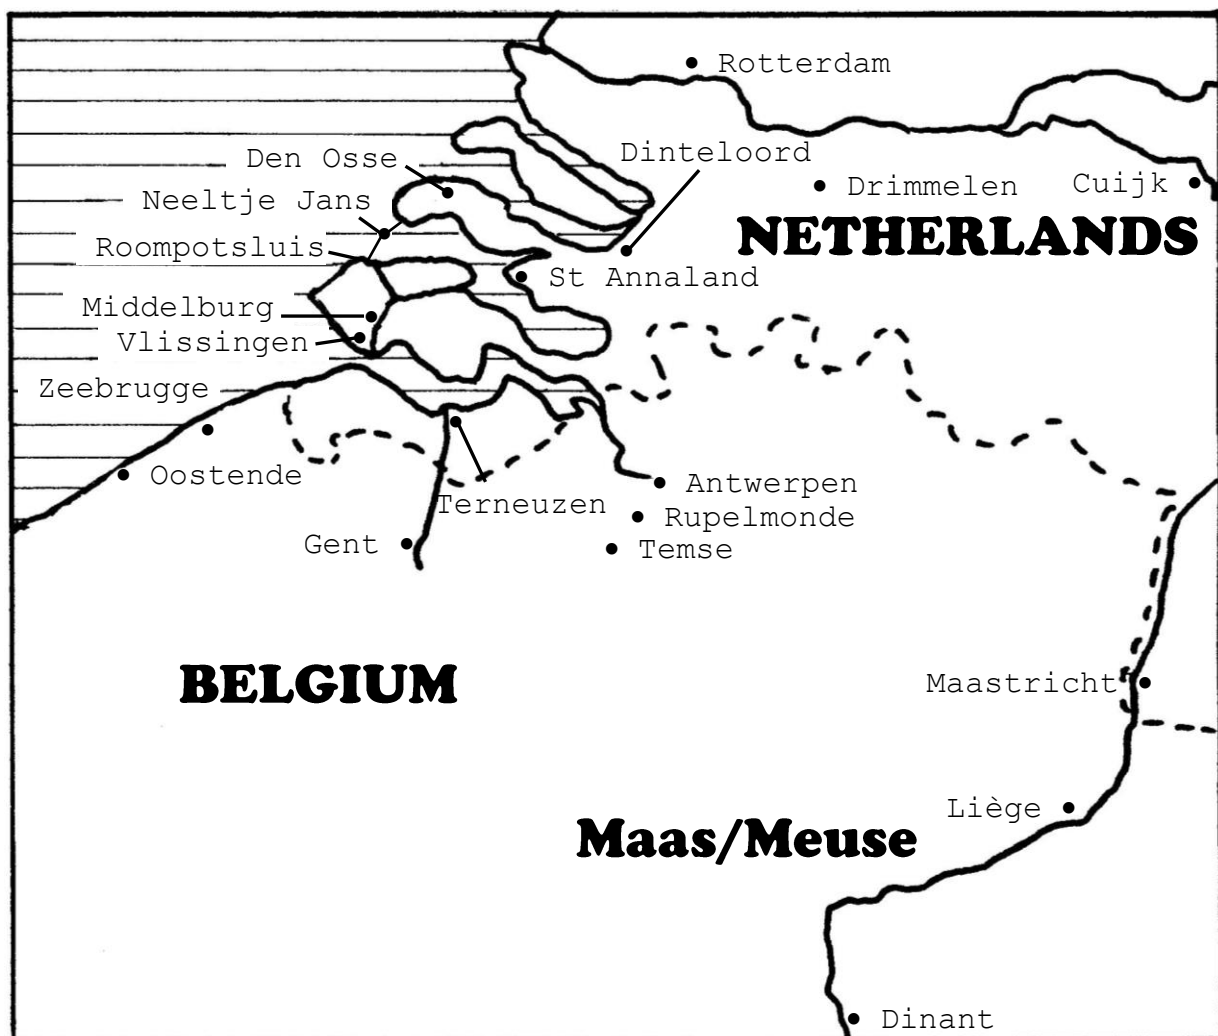 Rotterdam
Dinteloord
Den Osse
Drimmelen
Cuijk
Neeltje Jans
NETHERLANDS
Roompotsluis
St Annaland
Middelburg
Vlissingen
Zeebrugge
Oostende
Antwerpen
Terneuzen
Rupelmonde
Gent
Temse
BELGIUM
Maastricht
Liège
Maas/Meuse
Dinant